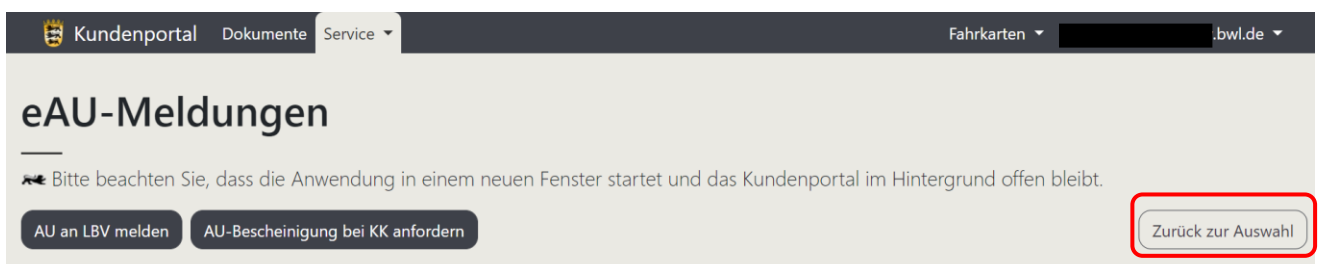 Kundenportal Dokumente Service Fahrkarten .bwl.de
eAU-Meldungen
Bitte beachten Sie, dass die Anwendung in einem neuen Fenster startet und das Kundenportal im Hintergrund offen bleibt.
AU an LBV melden AU-Bescheinigung bei KK anfordern Zurück zur Auswahl